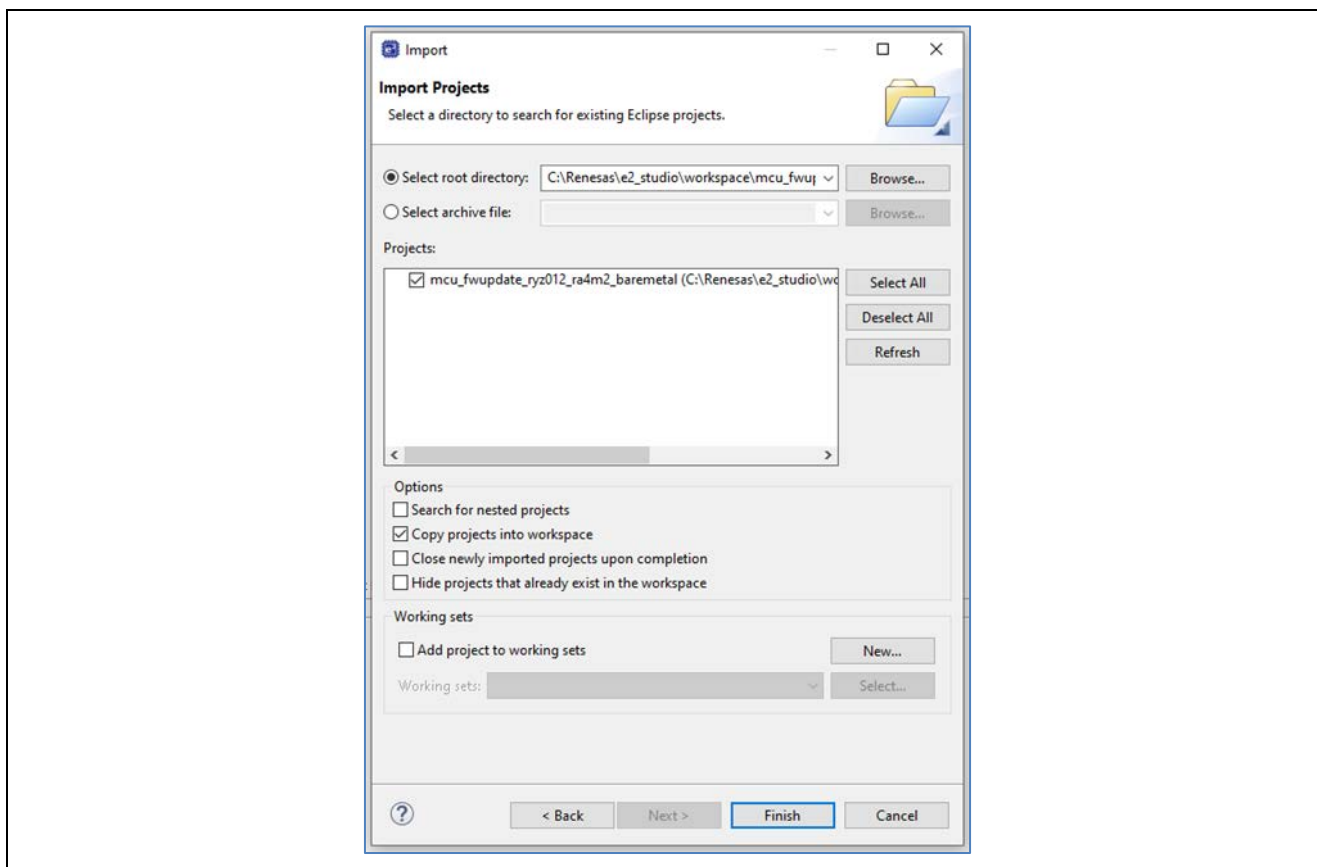 Import
Import Projects
Select a directory to search for existing Eclipse projects.
Select root directory: C:\Renesas\e2_studio\workspace\mcu_fwup Browse...
Select archive file: Browse...
Projects:
mcu_fwupdate_ryz012_ra4m2_baremetal (C:\Renesas\e2_studio\wo
Select All
Deselect All
Refresh
Options
Search for nested projects
Copy projects into workspace
Close newly imported projects upon completion
Hide projects that already exist in the workspace
Working sets
Add project to working sets New...
Working sets: Select...
? < Back Next > Finish Cancel